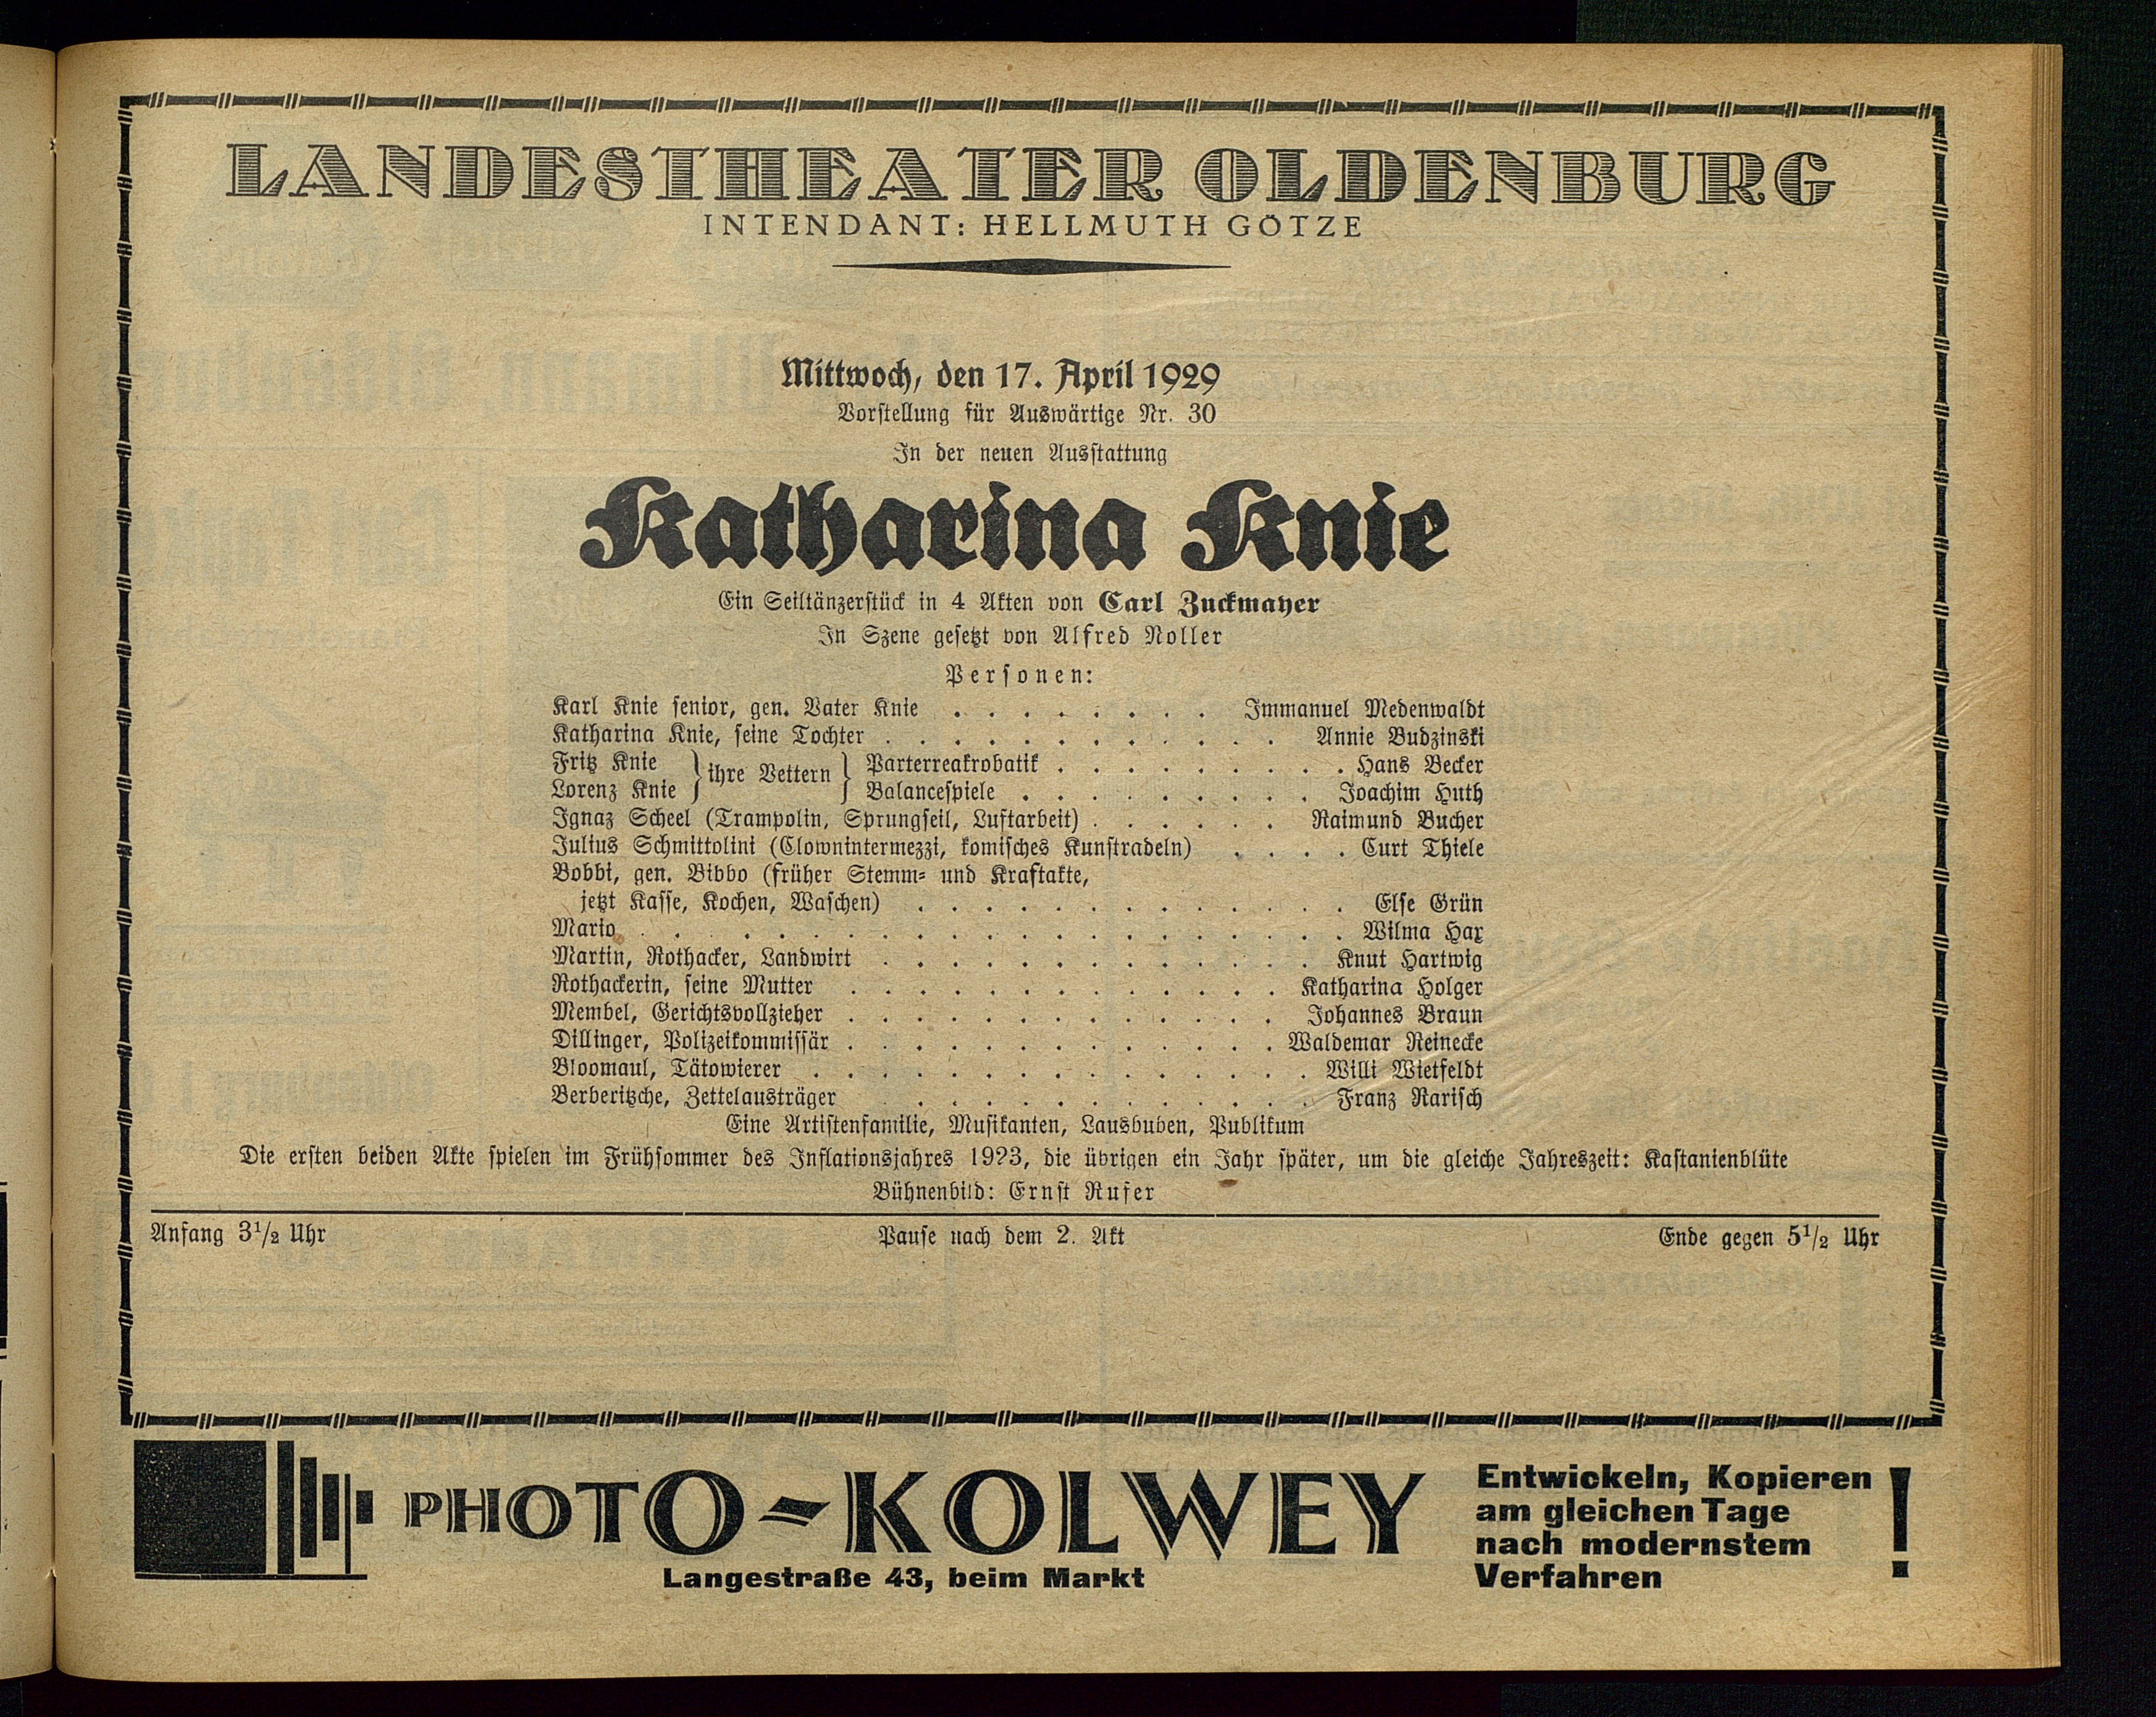 LANDESTHEATER OLDENBURG
INTENDANT: HELLMUTH GÖTZE
Mittwoch, den 17. April 1929
Vorstellung für Auswärtige Nr. 30
In der neuen Ausstattung
Katharina Knie
Ein Seiltänzerstück in 4 Akten von Carl Zuckmayer
In Szene gesetzt von Alfred Noller
Personen:
Karl Knie senior, gen. Vater Knie . . . . . . . . Immanuel Medenwaldt
Katharina Knie, seine Tochter . . . . . . . . . . . . Annie Budzinski
Fritz Knie } ihre Vettern } Parterreakrobatik . . . . . . . . . Hans Becker
Lorenz Knie } ihre Vettern } Balancespiele . . . . . . . . . Joachim Huth
Ignaz Scheel (Trampolin, Sprungseil, Luftarbeit) . . . . . . Raimund Bucher
Julius Schmittolini (Clownintermezzi, komisches Kunstradeln) . . . . Curt Thiele
Bobbi, gen. Bibbo (früher Stemm- und Kraftakte,
jetzt Kasse, Kochen, Waschen) . . . . . . . . . . . . . Else Grün
Mario . . . . . . . . . . . . . . . . . . . . Wilma Hax
Martin, Rothacker, Landwirt . . . . . . . . . . . . . Knut Hartwig
Rothackerin, seine Mutter . . . . . . . . . . . . . Katharina Holger
Membel, Gerichtsvollzieher . . . . . . . . . . . . . Johannes Braun
Dillinger, Polizeikommissär . . . . . . . . . . . . . Waldemar Reinecke
Bloomaul, Tätowierer . . . . . . . . . . . . . . . Willi Wietfeldt
Berberitzche, Zettelausträger . . . . . . . . . . . . Franz Rarisch
Eine Artistenfamilie, Musikanten, Lausbuben, Publikum
Die ersten beiden Akte spielen im Frühsommer des Inflationsjahres 1923, die übrigen ein Jahr später, um die gleiche Jahreszeit: Kastanienblüte
Bühnenbild: Ernst Rufer
Anfang 3½ Uhr Pause nach dem 2. Akt Ende gegen 5½ Uhr
PHOTO-KOLWEY
Langestraße 43, beim Markt
Entwickeln, Kopieren
am gleichen Tage
nach modernstem
Verfahren !